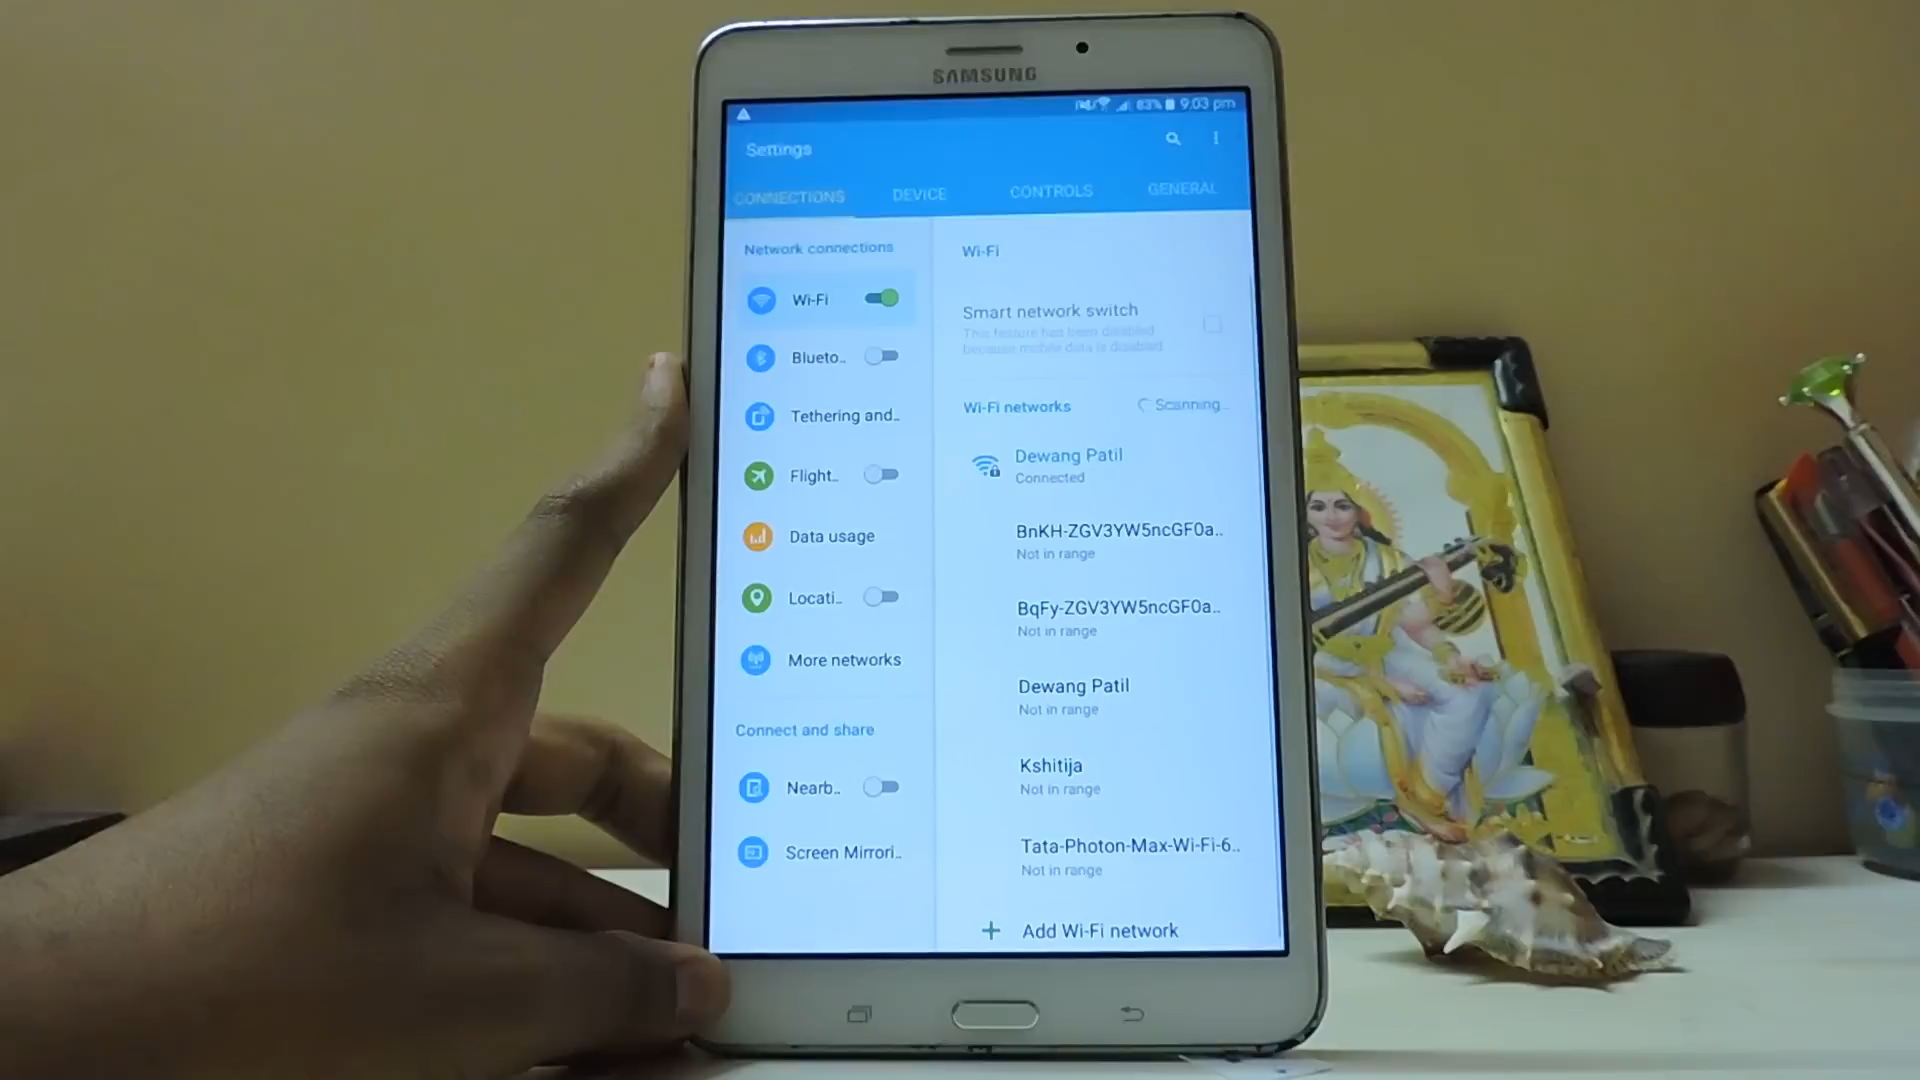 SAMSUNG
83% 9.03 pm
Settings
CONNECTIONS
DEVICE
CONTROLS
GENERAL
Network connections
Wi-Fi
Blueto..
Tethering and..
Flight..
Data usage
Locati..
More networks
Connect and share
Nearb..
Screen Mirrori..
Wi-Fi
Smart network switch
This feature has been disabled
because mobile data is disabled
Wi-Fi networks
Scanning..
Dewang Patil
Connected
BnKH-ZGV3YW5ncGF0a..
Not in range
BqFy-ZGV3YW5ncGF0a..
Not in range
Dewang Patil
Not in range
Kshitija
Not in range
Tata-Photon-Max-Wi-Fi-6..
Not in range
+ Add Wi-Fi network